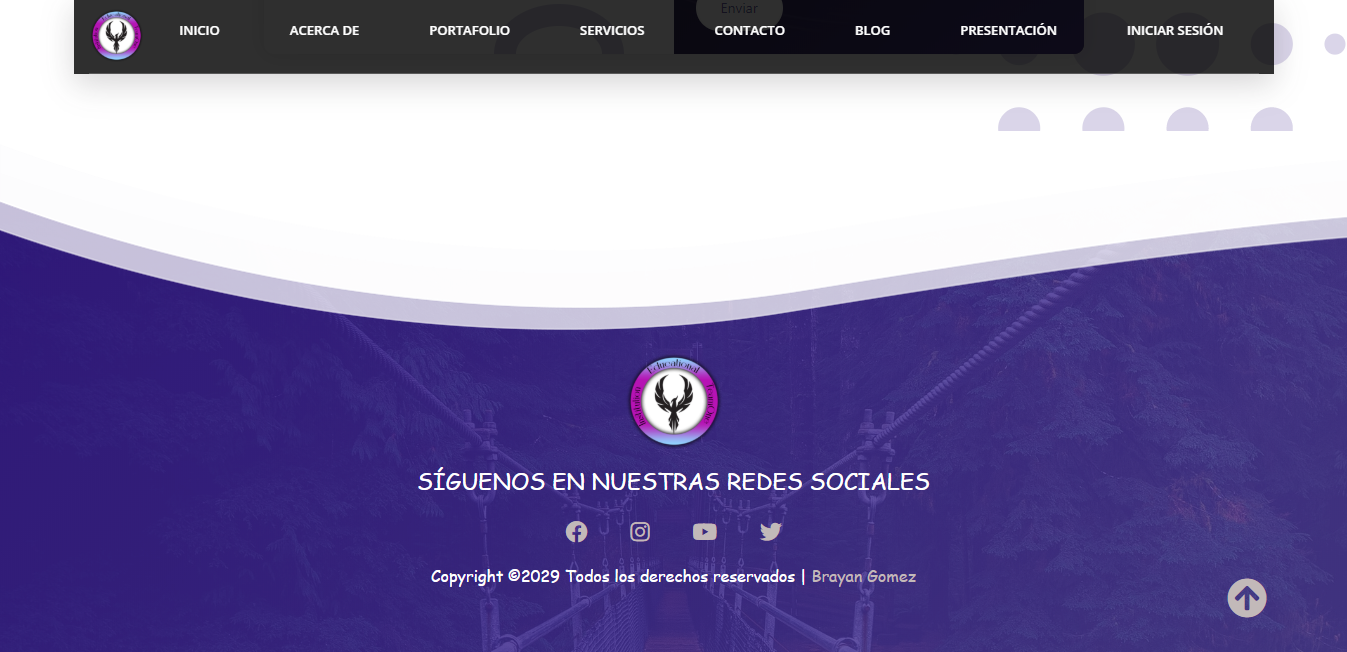 Enviar
INICIO ACERCA DE PORTAFOLIO SERVICIOS CONTACTO BLOG PRESENTACIÓN INICIAR SESIÓN
Educational
Institution
SÍGUENOS EN NUESTRAS REDES SOCIALES
Copyright ©2029 Todos los derechos reservados | Brayan Gomez